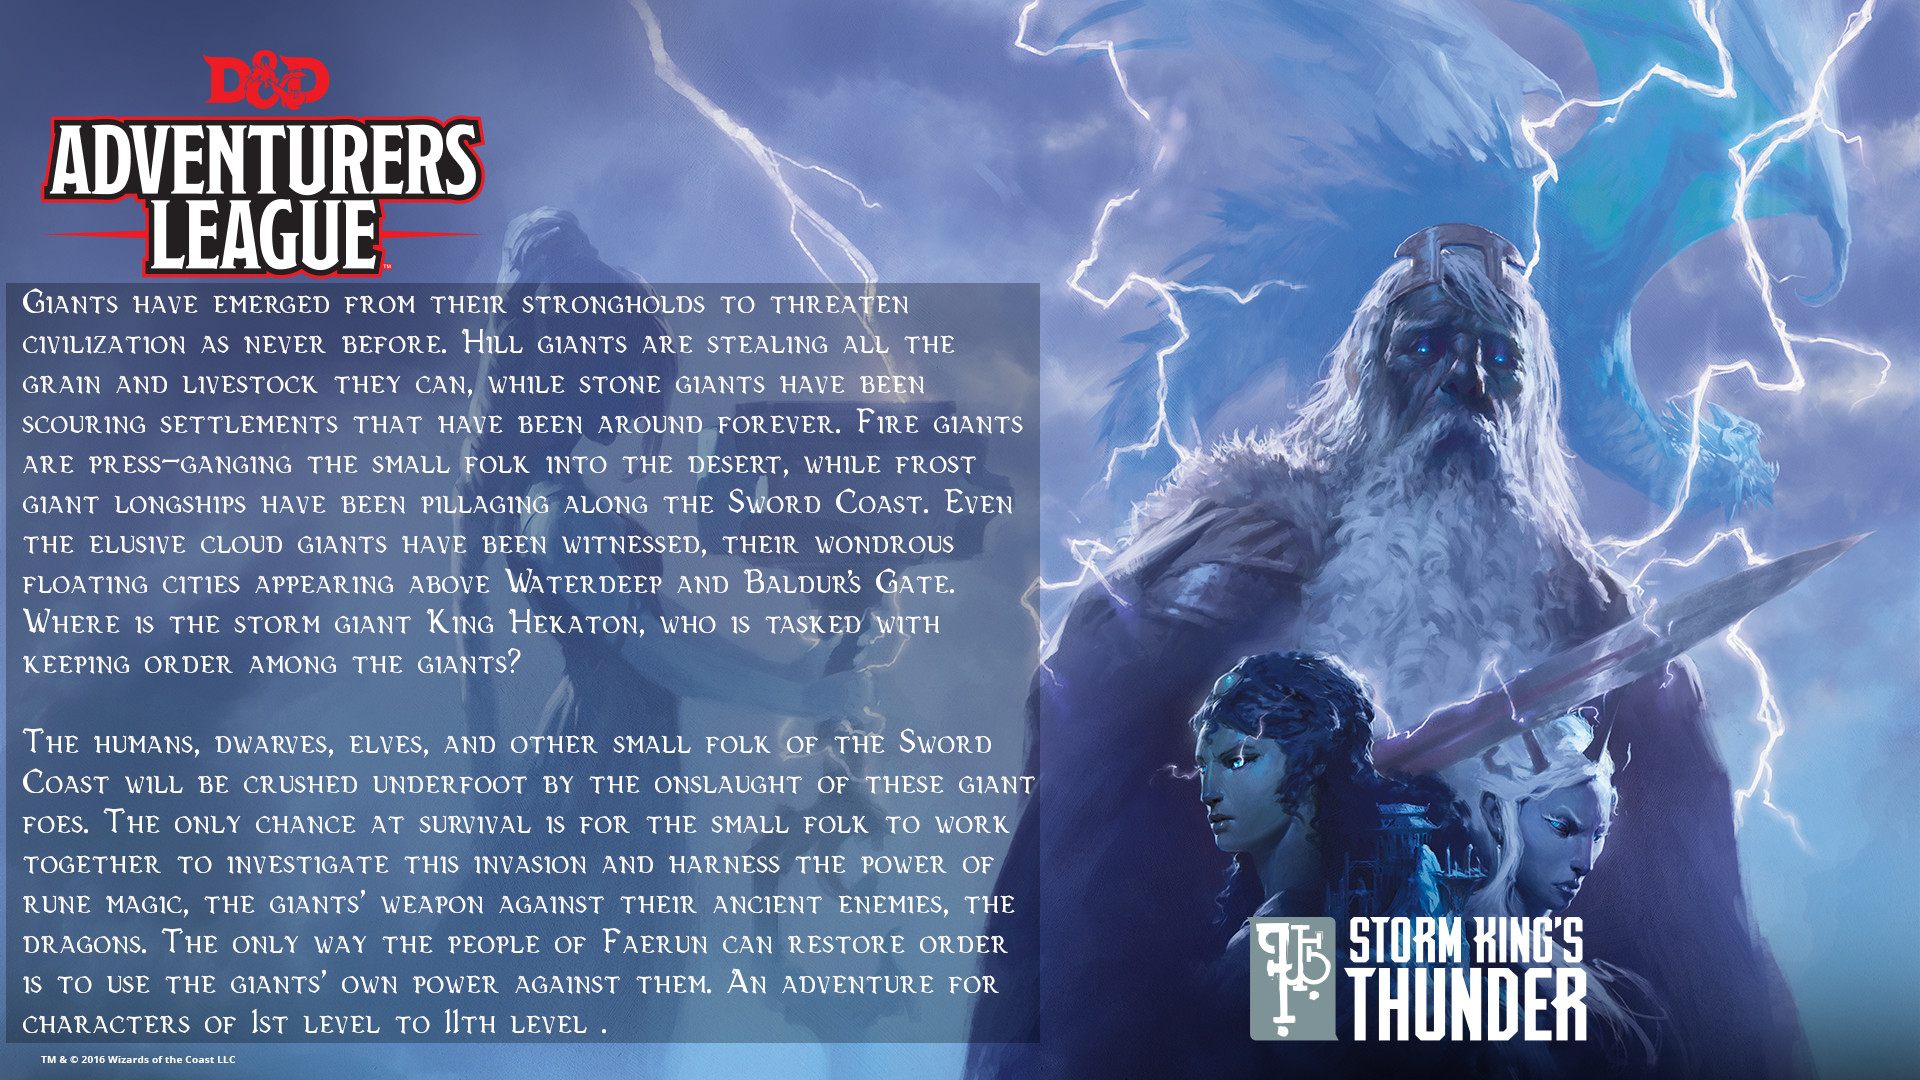 D&D
ADVENTURERS
LEAGUE™
Giants have emerged from their strongholds to threaten
civilization as never before. Hill giants are stealing all the
grain and livestock they can, while stone giants have been
scouring settlements that have been around forever. Fire giants
are press-ganging the small folk into the desert, while frost
giant longships have been pillaging along the Sword Coast. Even
the elusive cloud giants have been witnessed, their wondrous
floating cities appearing above Waterdeep and Baldur's Gate.
Where is the storm giant King Hekaton, who is tasked with
keeping order among the giants?
The humans, dwarves, elves, and other small folk of the Sword
Coast will be crushed underfoot by the onslaught of these giant
foes. The only chance at survival is for the small folk to work
together to investigate this invasion and harness the power of
rune magic, the giants' weapon against their ancient enemies, the
dragons. The only way the people of Faerun can restore order
is to use the giants' own power against them. An adventure for
characters of 1st level to 11th level .
STORM KING'S
THUNDER
TM & © 2016 Wizards of the Coast LLC